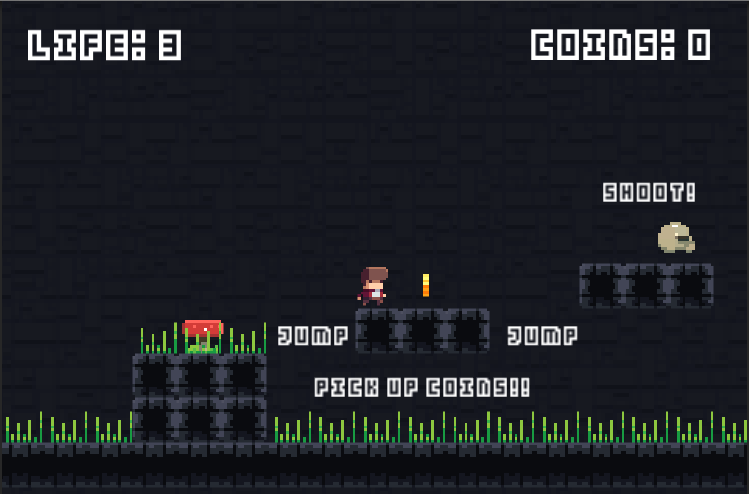 LIFE: 3
COINS: 0
SHOOT!
JUMP
JUMP
PICK UP COINS!!